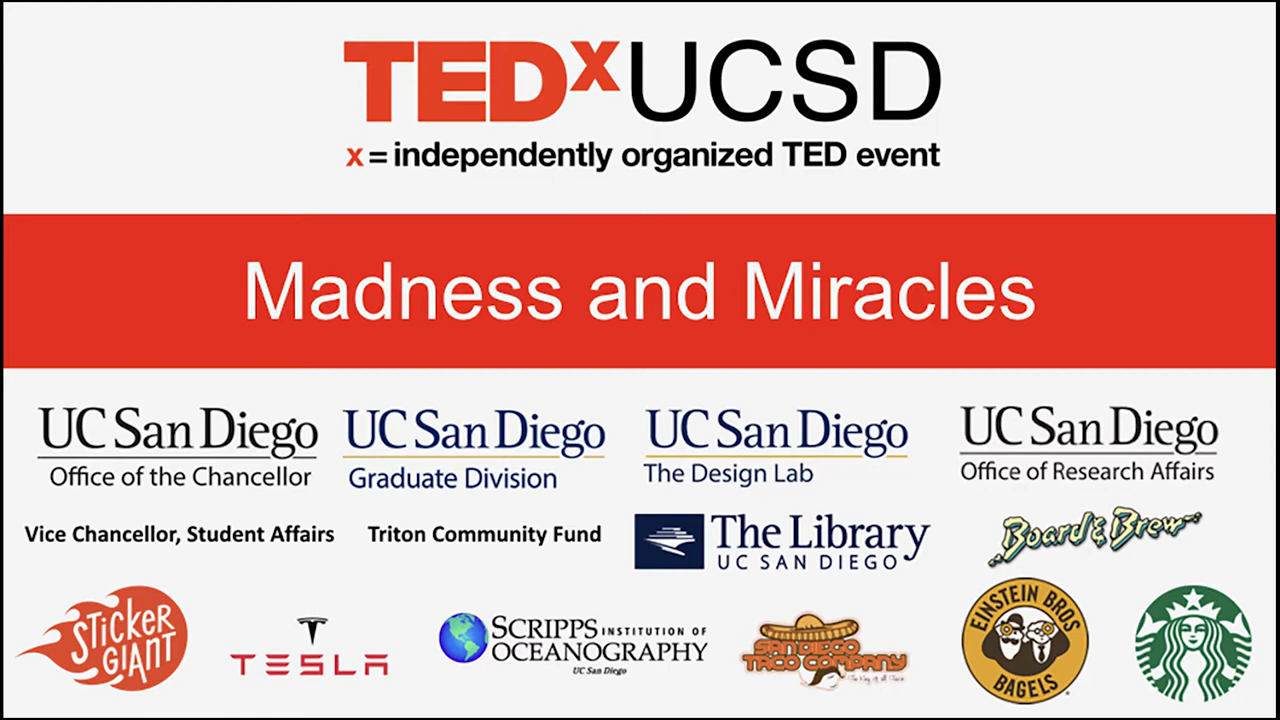 TEDxUCSD
x = independently organized TED event
Madness and Miracles
UC San Diego
Office of the Chancellor
UC San Diego
Graduate Division
UC San Diego
The Design Lab
UC San Diego
Office of Research Affairs
Vice Chancellor, Student Affairs
Triton Community Fund
The Library
UC SAN DIEGO
Board & Brew
STICKER
GIANT
TESLA
SCRIPPS INSTITUTION OF
OCEANOGRAPHY
UC San Diego
SAN DIEGO
TACO COMPANY
EINSTEIN BROS
BAGELS